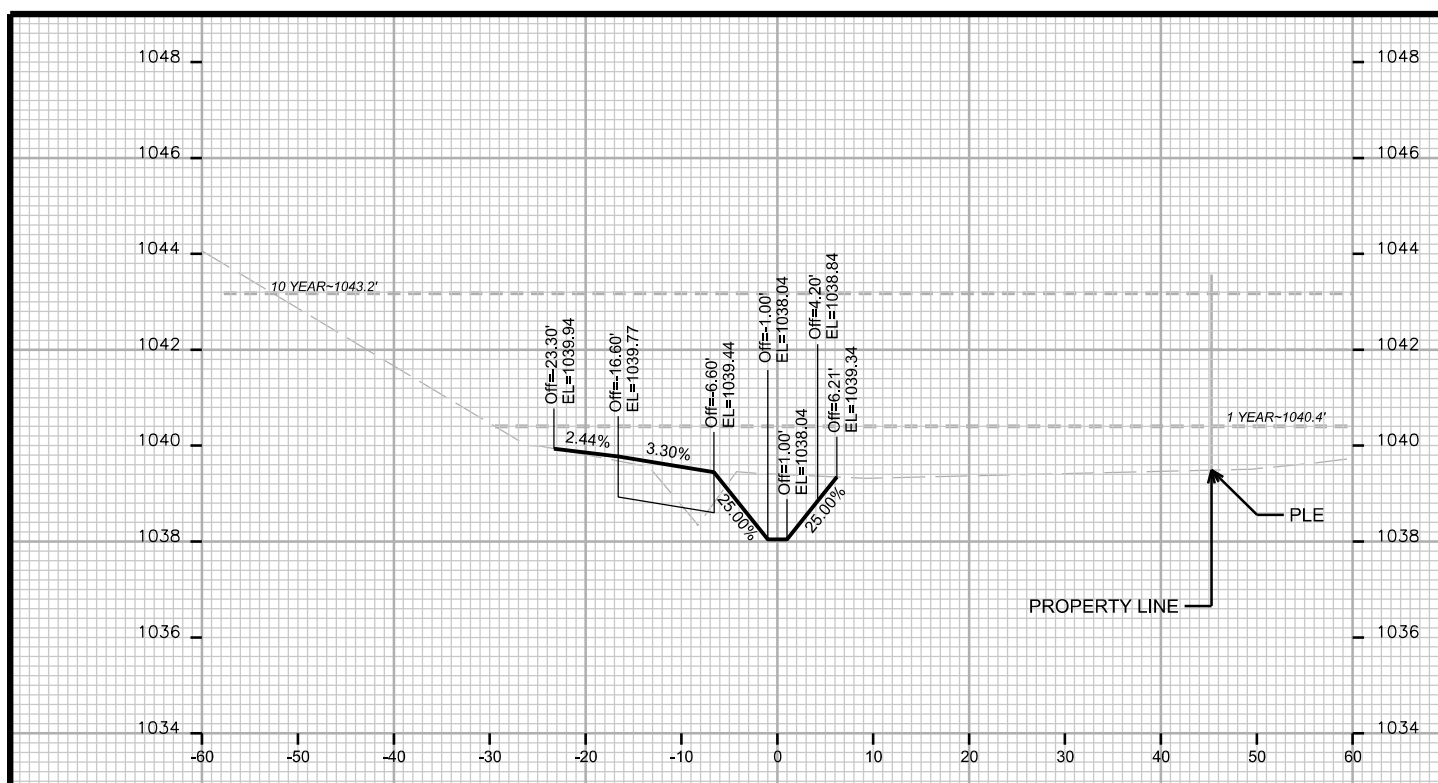 1048
1048
1046
1046
1044
1044
10 YEAR~1043.2'
1042
1042
Off=-23.30'
EL=1039.94
Off=-16.60'
EL=1039.77
Off=-6.60'
EL=1039.44
Off=-1.00'
EL=1038.04
Off=1.00'
EL=1038.04
Off=4.20'
EL=1038.84
Off=6.21'
EL=1039.34
1 YEAR~1040.4'
1040
1040
2.44%
3.30%
25.00%
25.00%
PLE
1038
1038
PROPERTY LINE
1036
1036
1034
1034
-60 -50 -40 -30 -20 -10 0 10 20 30 40 50 60